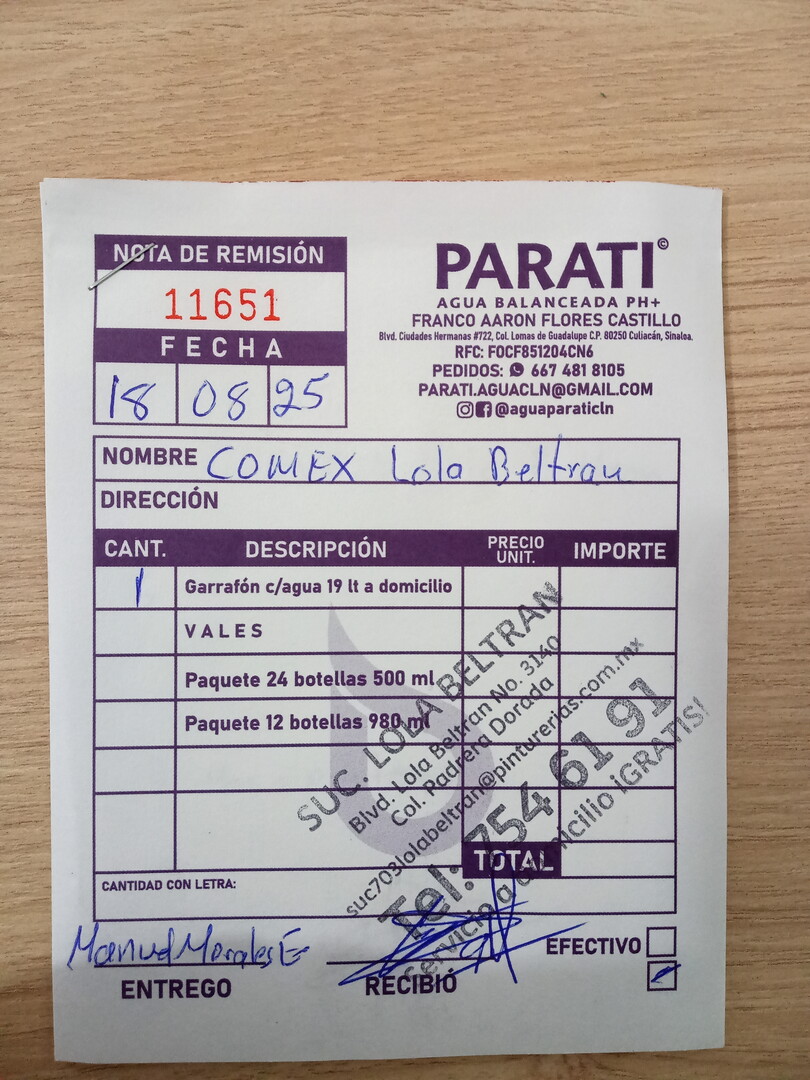 NOTA DE REMISIÓN
11651
FECHA
18 08 25
PARATI©
AGUA BALANCEADA PH+
FRANCO AARON FLORES CASTILLO
Blvd. Ciudades Hermanas #722, Col. Lomas de Guadalupe C.P. 80250 Culiacán, Sinaloa.
RFC: FOCF851204CN6
PEDIDOS: 667 481 8105
PARATI.AGUACLN@GMAIL.COM
@aguaparaticln
NOMBRE COMEX Lola Beltran
DIRECCIÓN
CANT. DESCRIPCIÓN PRECIO UNIT. IMPORTE
1 Garrafón c/agua 19 lt a domicilio
VALES
Paquete 24 botellas 500 ml
Paquete 12 botellas 980 ml
SUC. LOLA BELTRAN
Blvd. Lola Beltran No. 3140
Col. Padrera Dorada
suc703lolabeltran@pinturerias.com.mx
Tel: 754 61 91
Servicio a domicilio ¡GRATIS!
TOTAL
CANTIDAD CON LETRA:
Manuel Morales E
ENTREGO
RECIBIÓ
EFECTIVO